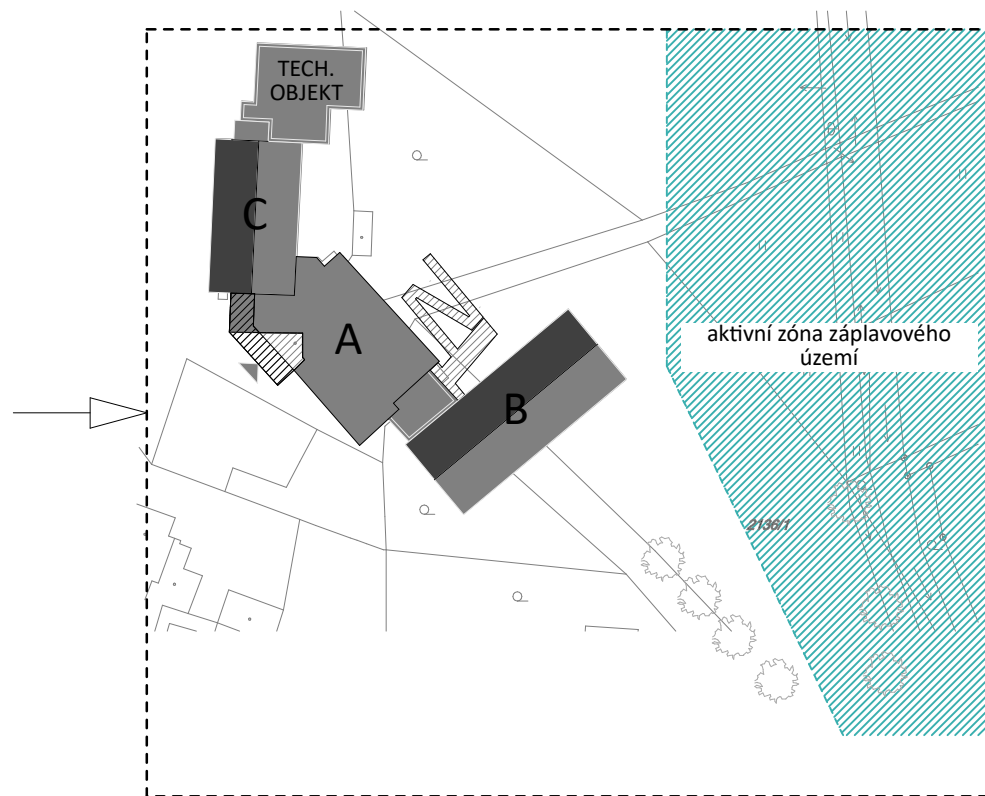 TECH.
OBJEKT
C
A
B
aktivní zóna záplavového
území
2136/1